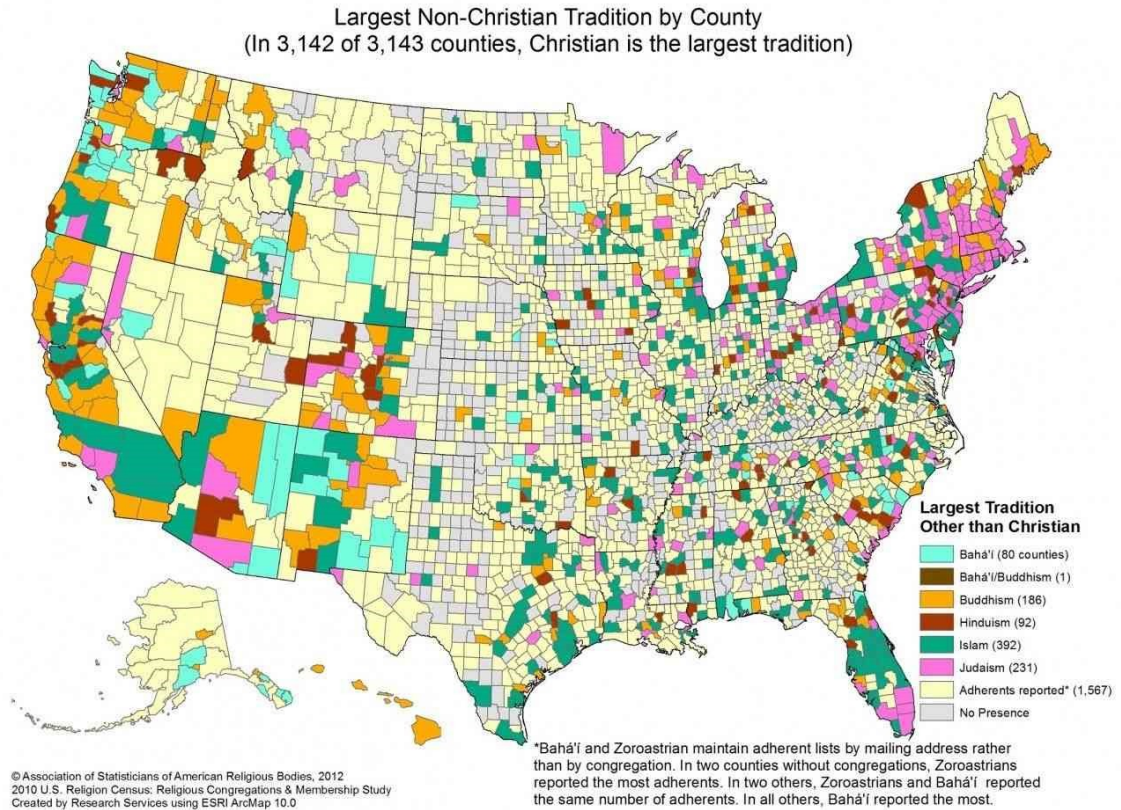 Largest Non-Christian Tradition by County
(In 3,142 of 3,143 counties, Christian is the largest tradition)
Largest Tradition
Other than Christian
Bahá'í (80 counties)
Bahá'í/Buddhism (1)
Buddhism (186)
Hinduism (92)
Islam (392)
Judaism (231)
Adherents reported* (1,567)
No Presence
*Bahá'í and Zoroastrian maintain adherent lists by mailing address rather
than by congregation. In two counties without congregations, Zoroastrians
reported the most adherents. In two others, Zoroastrians and Bahá'í reported
the same number of adherents. In all others, Bahá'í reported the most.
© Association of Statisticians of American Religious Bodies, 2012
2010 U.S. Religion Census: Religious Congregations & Membership Study
Created by Research Services using ESRI ArcMap 10.0